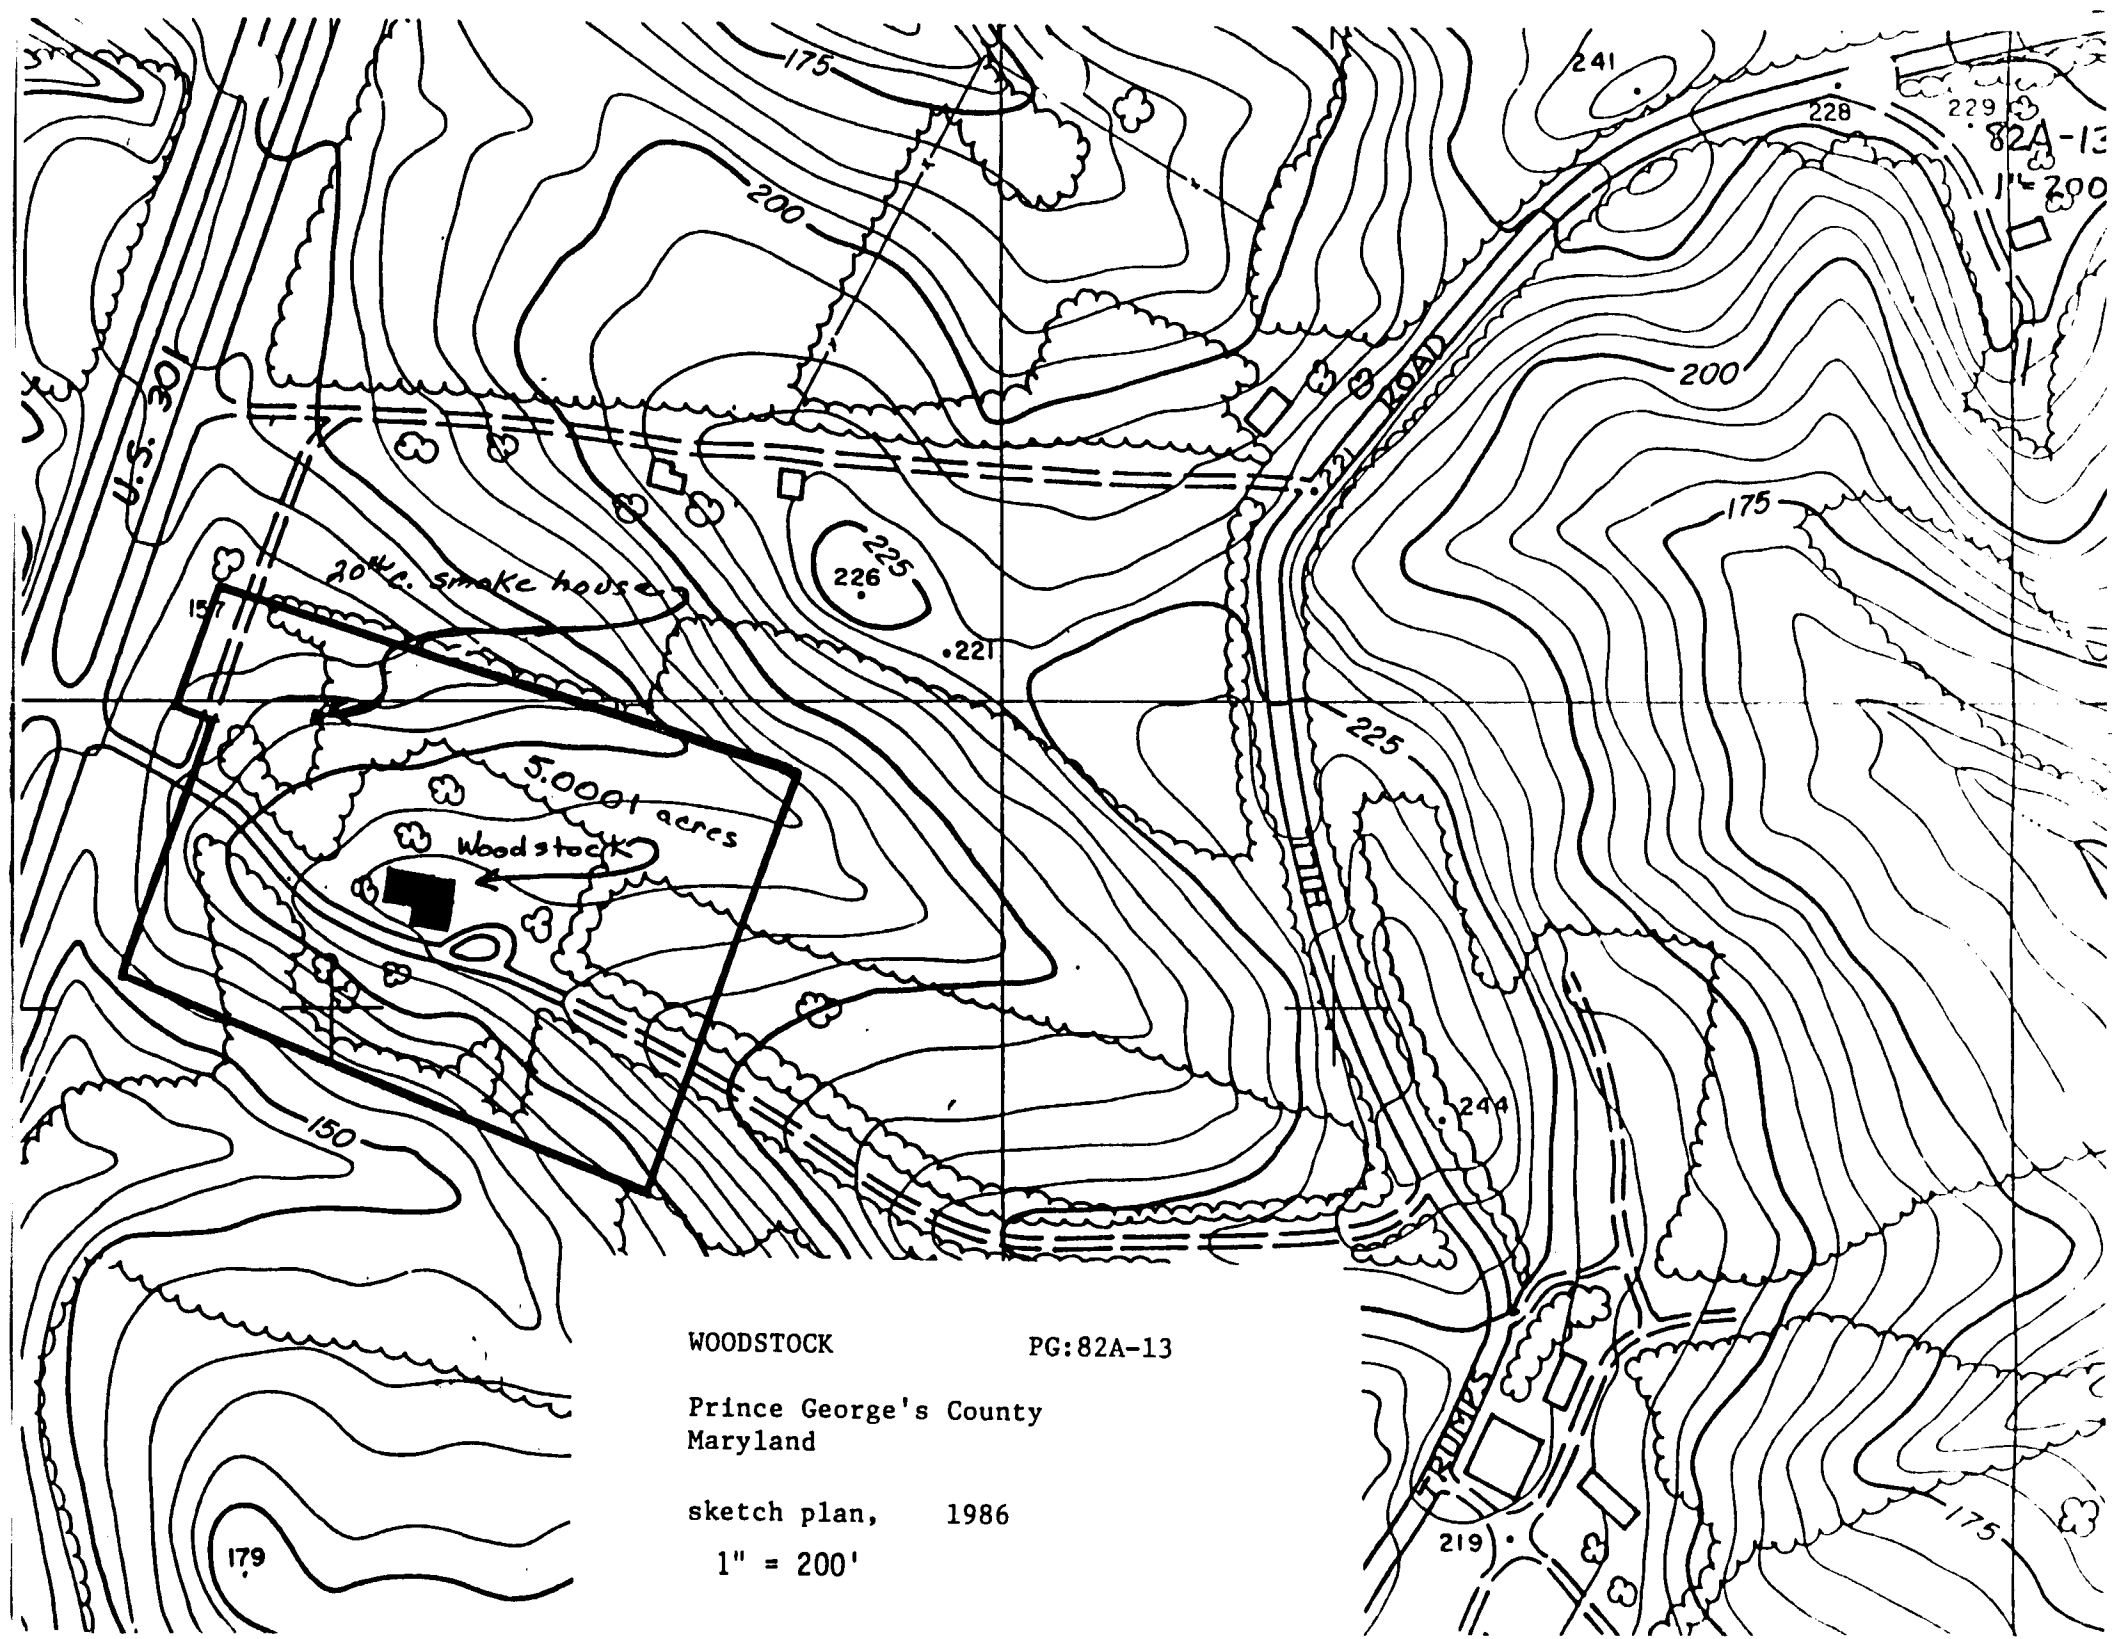 175
241
228
229
82A-13
1"=200
200
U.S. 301
ROAD
221
200
175
225
226
20th c. smoke house
157
.221
225
5.0001 acres
Woodstock
HILL
244
150
WOODSTOCK PG:82A-13
Prince George's County
Maryland
sketch plan, 1986
1" = 200'
TRUMPS
219
175
179